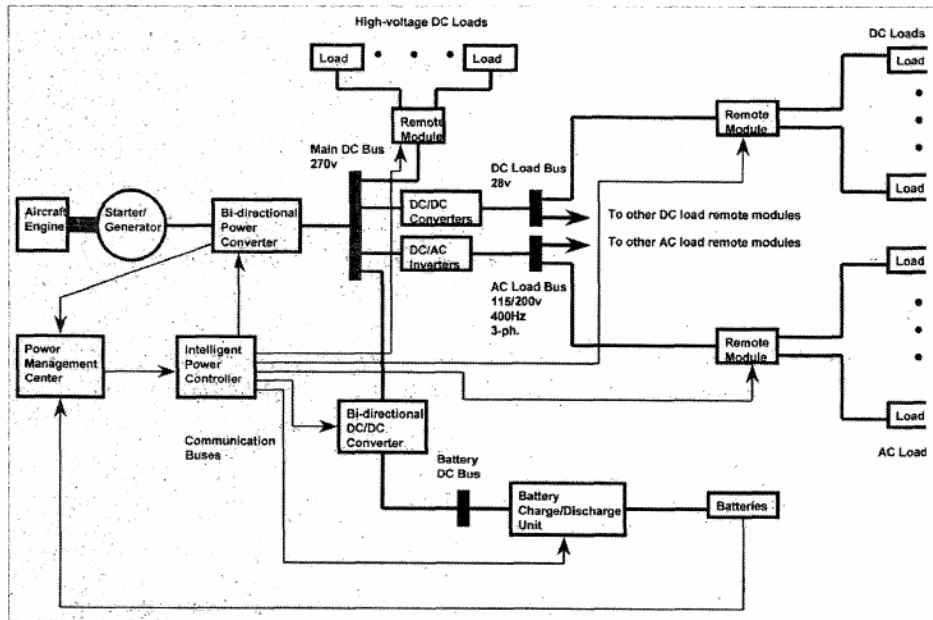 High-voltage DC Loads
DC Loads
Load
Load
Load
Remote
Module
Remote
Module
Main DC Bus
270v
DC Load Bus
28v
Load
Aircraft
Engine
Starter/
Generator
Bi-directional
Power
Converter
DC/DC
Converters
To other DC load remote modules
DC/AC
Inverters
To other AC load remote modules
Load
AC Load Bus
115/200v
400Hz
3-ph.
Power
Management
Center
Intelligent
Power
Controller
Remote
Module
Communication
Buses
Bi-directional
DC/DC
Converter
Load
AC Load
Battery
DC Bus
Battery
Charge/Discharge
Unit
Batteries